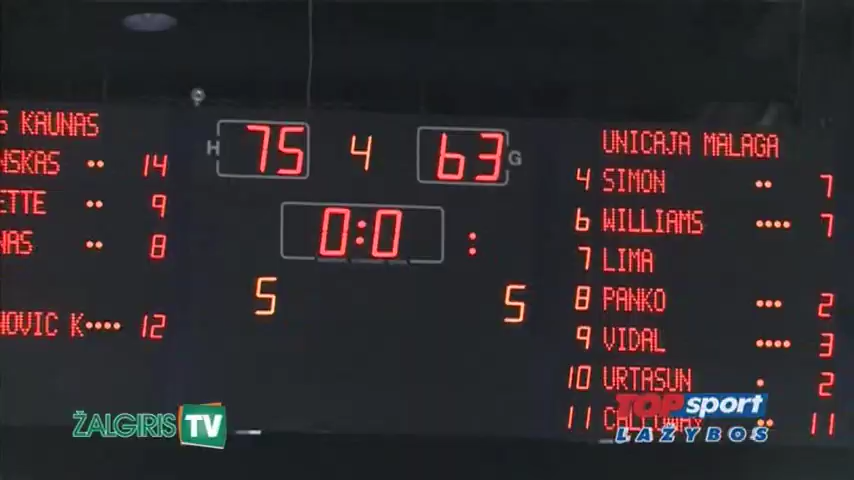 S KAUNAS
NSKAS •• 14
ETTE •• 9
NAS •• 8
NOVIC K•••• 12
H 75 4 63 G
0:0 :
5 5
UNICAJA MALAGA
4 SIMON •• 7
6 WILLIAMS •••• 7
7 LIMA
8 PANKO ••• 2
9 VIDAL •••• 3
10 URTASUN • 2
11 CALLOWAY •• 11
ŽALGIRIS TV
TOPsport
LAŽYBOS